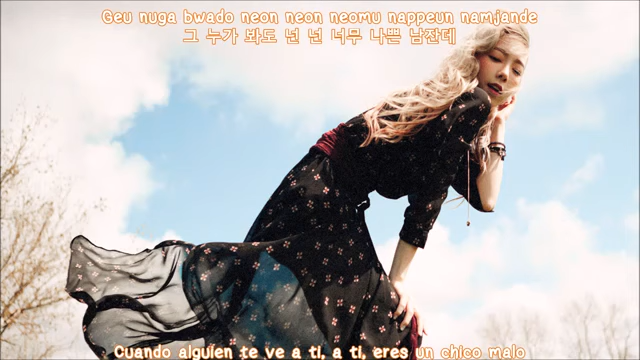 Geu nuga bwado neon neon neomu nappeun namjande
그 누가 봐도 넌 넌 너무 나쁜 남잔데
Cuando alguien te ve a ti, a ti, eres un chico malo